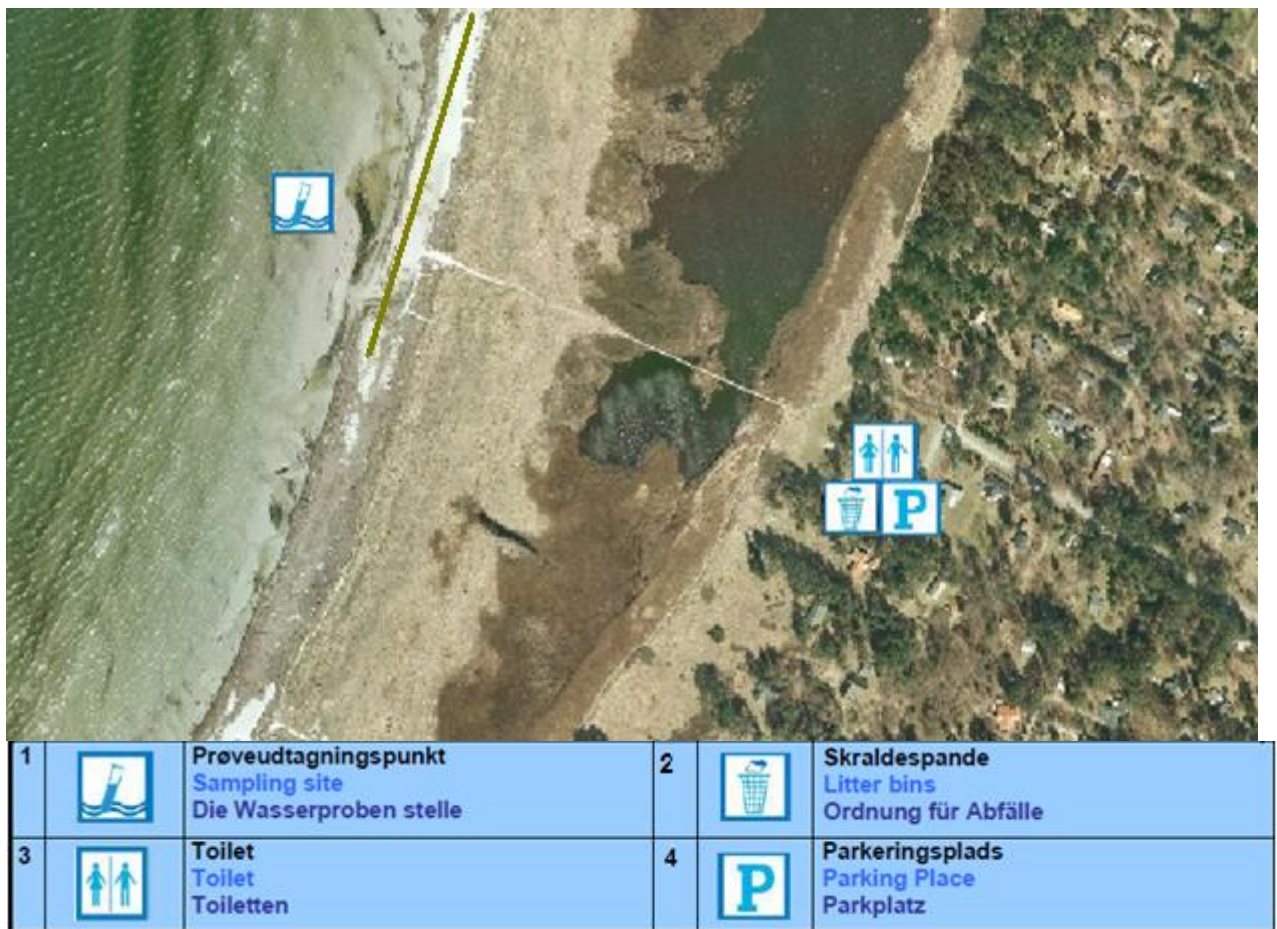 P
1
Prøveudtagningspunkt
Sampling site
Die Wasserproben stelle
2
Skraldespande
Litter bins
Ordnung für Abfälle
3
Toilet
Toilet
Toiletten
4
P
Parkeringsplads
Parking Place
Parkplatz